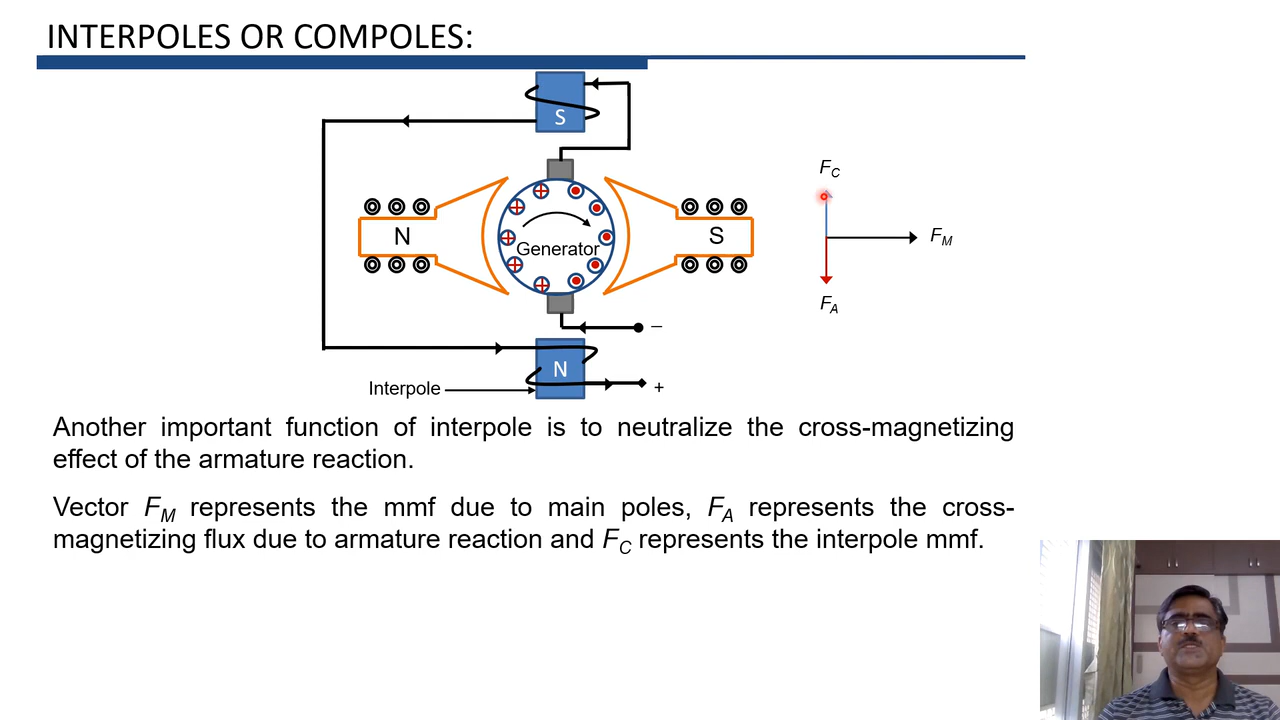 INTERPOLES OR COMPOLES:
S
N
Generator
S
−
N
Interpole
+
F_C
F_M
F_A
Another important function of interpole is to neutralize the cross-magnetizing
effect of the armature reaction.
Vector F_M represents the mmf due to main poles, F_A represents the cross-
magnetizing flux due to armature reaction and F_C represents the interpole mmf.